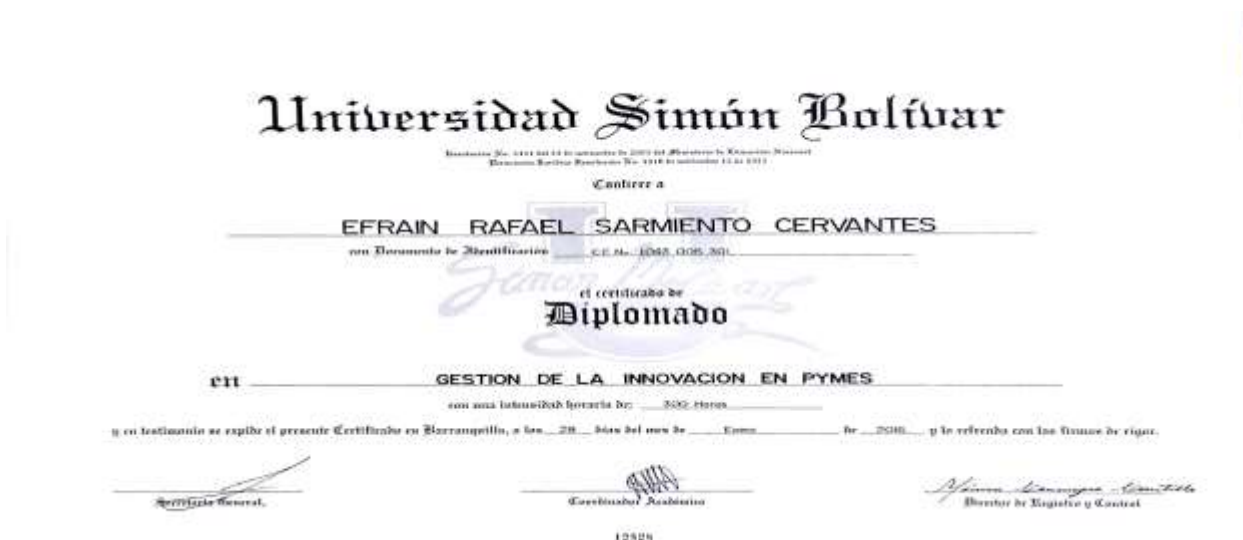 Universidad Simón Bolívar
Confiere a
EFRAIN RAFAEL SARMIENTO CERVANTES
con Documento de Identificación
el certificado de
Diplomado
en GESTION DE LA INNOVACION EN PYMES
con una intensidad horaria de: 300 Horas
y en testimonio se expide el presente Certificado en Barranquilla, a los 28 días del mes de Enero de y lo refrenda con las firmas de rigor.
Secretario General. Coordinador Académico Director de Registro y Control